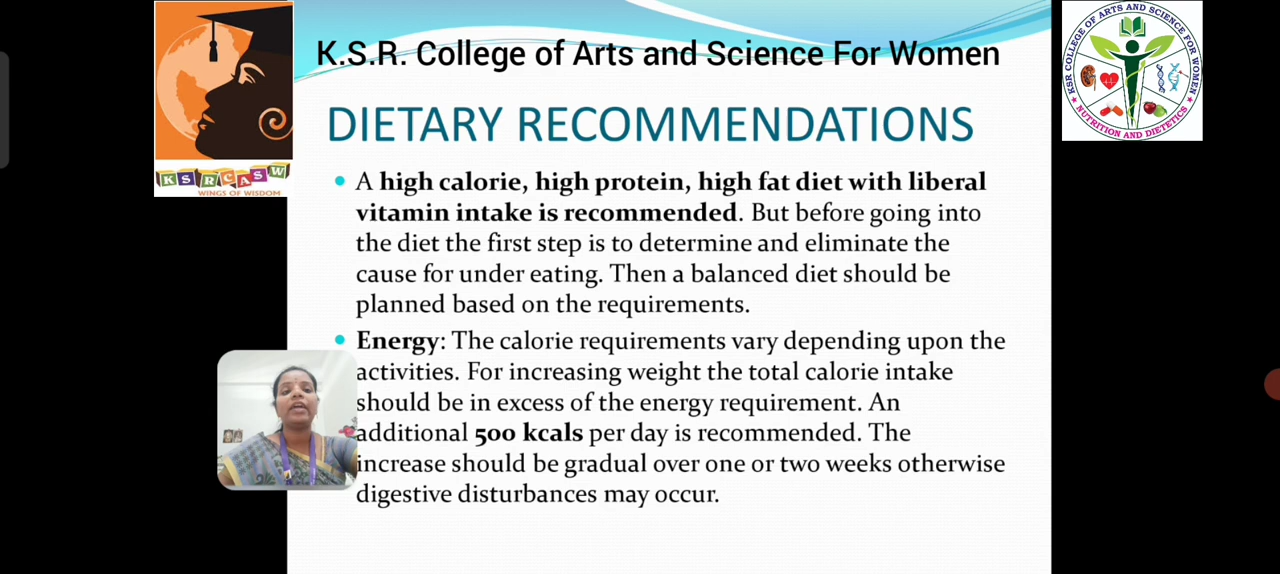 K.S.R. College of Arts and Science For Women
DIETARY RECOMMENDATIONS
KSRCASW
WINGS OF WISDOM
KSR COLLEGE OF ARTS AND SCIENCE FOR WOMEN
NUTRITION AND DIETETICS
A high calorie, high protein, high fat diet with liberal
vitamin intake is recommended. But before going into
the diet the first step is to determine and eliminate the
cause for under eating. Then a balanced diet should be
planned based on the requirements.
Energy: The calorie requirements vary depending upon the
activities. For increasing weight the total calorie intake
should be in excess of the energy requirement. An
additional 500 kcals per day is recommended. The
increase should be gradual over one or two weeks otherwise
digestive disturbances may occur.